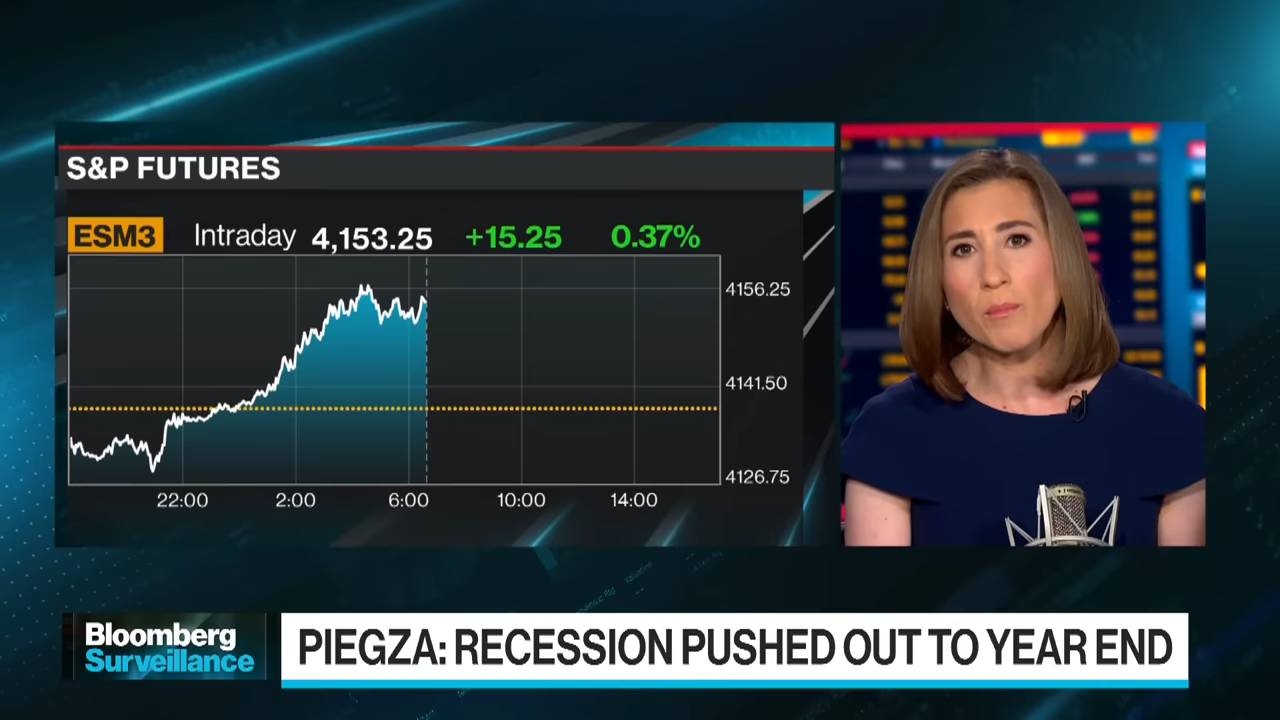 S&P FUTURES
ESM3 Intraday 4,153.25 +15.25 0.37%
4156.25
4141.50
4126.75
22:00 2:00 6:00 10:00 14:00
Bloomberg
Surveillance
PIEGZA: RECESSION PUSHED OUT TO YEAR END